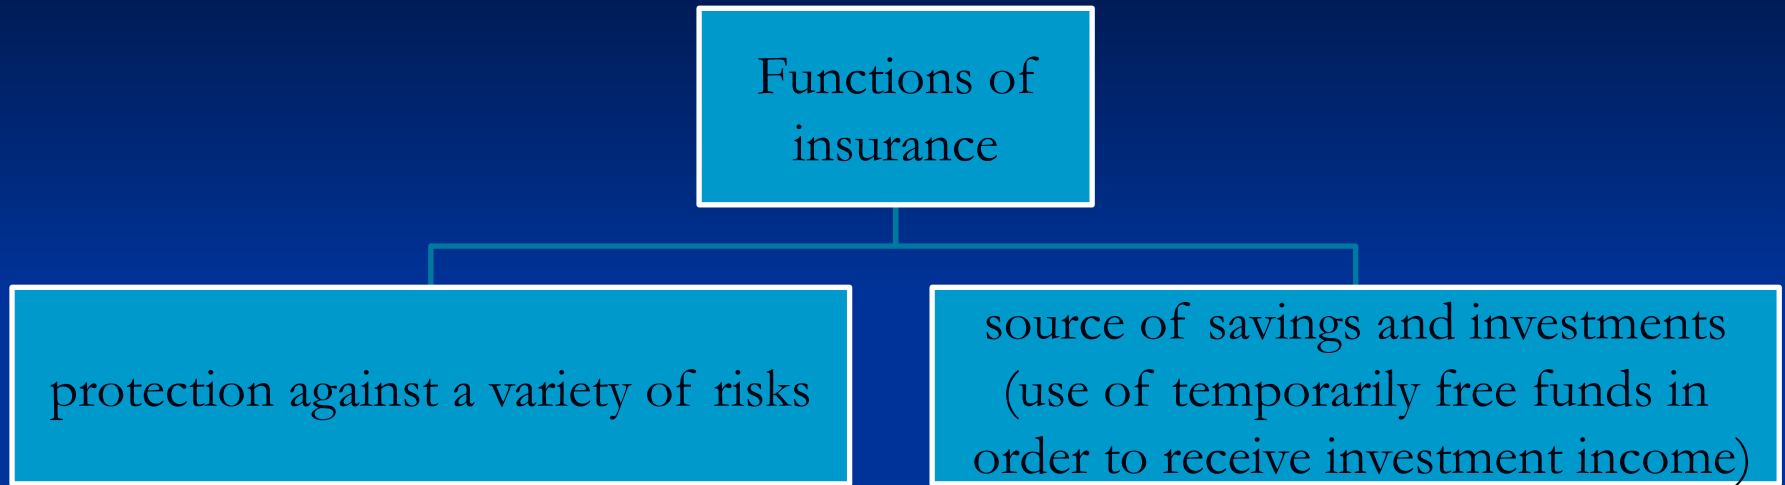 Functions of
insurance
protection against a variety of risks
source of savings and investments
(use of temporarily free funds in
order to receive investment income)